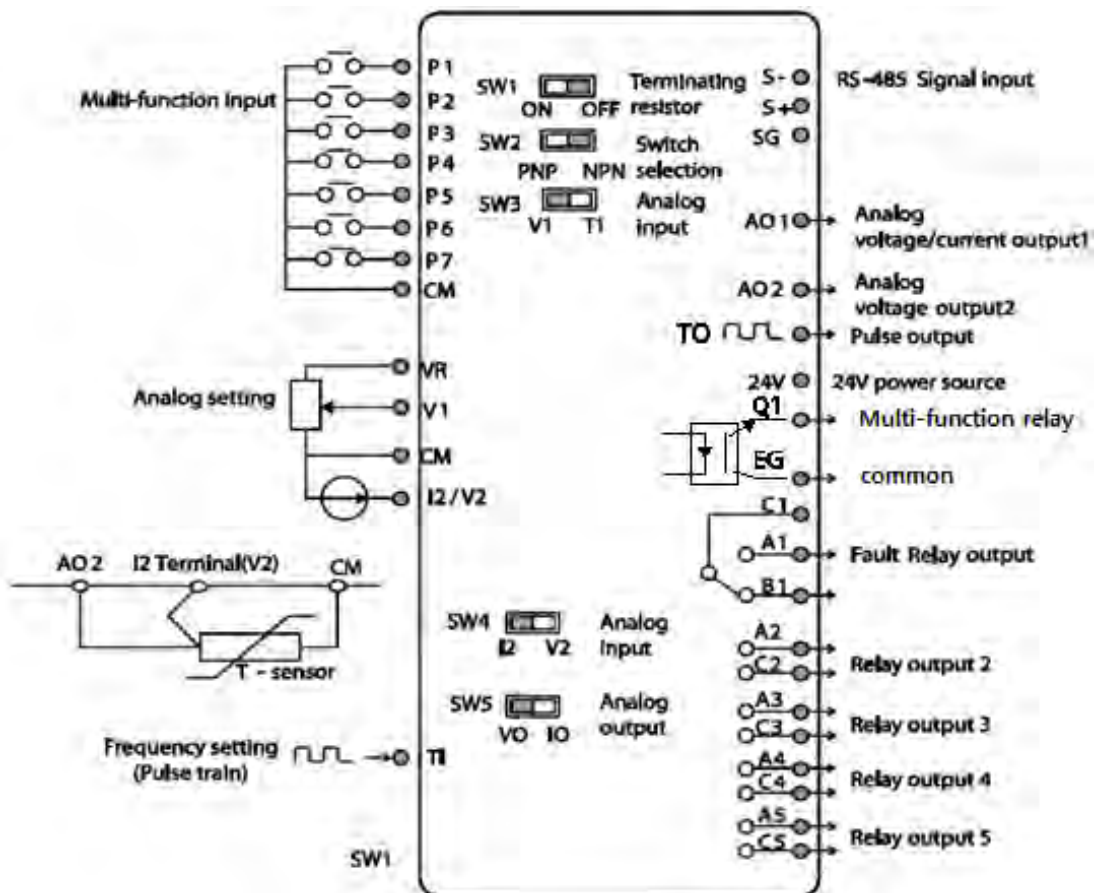 Multi-function input
P1
P2
P3
P4
P5
P6
P7
CM
SW1
ON OFF
Terminating
resistor
SW2
PNP NPN
Switch
selection
SW3
V1 T1
Analog
input
S-
S+
SG
RS-485 Signal input
AO1
Analog
voltage/current output1
AO2
Analog
voltage output2
TO
Pulse output
24V
24V power source
Q1
Multi-function relay
EG
common
Analog setting
VR
V1
CM
I2/V2
AO2
I2 Terminal(V2)
CM
T-sensor
C1
A1
B1
Fault Relay output
SW4
I2 V2
Analog
input
SW5
VO IO
Analog
output
A2
C2
Relay output 2
A3
C3
Relay output 3
A4
C4
Relay output 4
A5
C5
Relay output 5
Frequency setting
(Pulse train)
TI
SW1